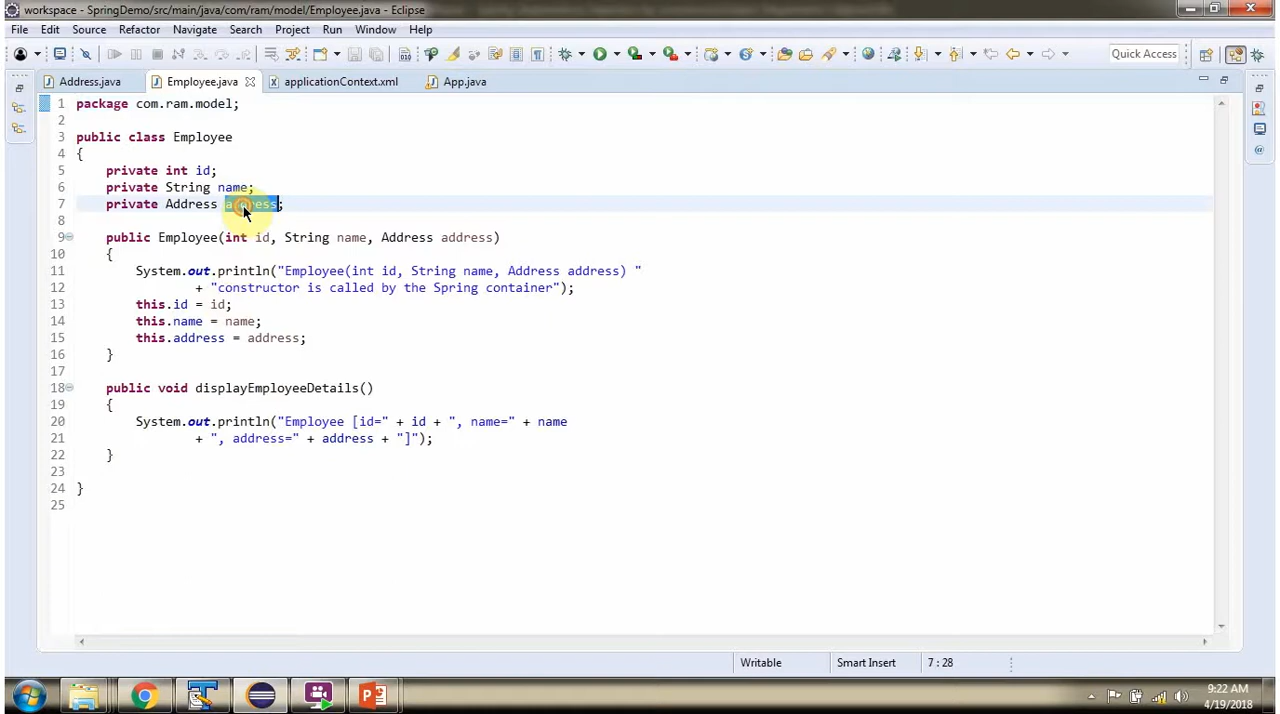 workspace - SpringDemo/src/main/java/com/ram/model/Employee.java - Eclipse
File Edit Source Refactor Navigate Search Project Run Window Help
Quick Access
Address.java Employee.java applicationContext.xml App.java
1 package com.ram.model;
2
3 public class Employee
4 {
5 private int id;
6 private String name;
7 private Address address;
8
9 public Employee(int id, String name, Address address)
10 {
11 System.out.println("Employee(int id, String name, Address address) "
12 + "constructor is called by the Spring container");
13 this.id = id;
14 this.name = name;
15 this.address = address;
16 }
17
18 public void displayEmployeeDetails()
19 {
20 System.out.println("Employee [id=" + id + ", name=" + name
21 + ", address=" + address + "]");
22 }
23
24 }
25
Writable Smart Insert 7 : 28
9:22 AM
4/19/2018